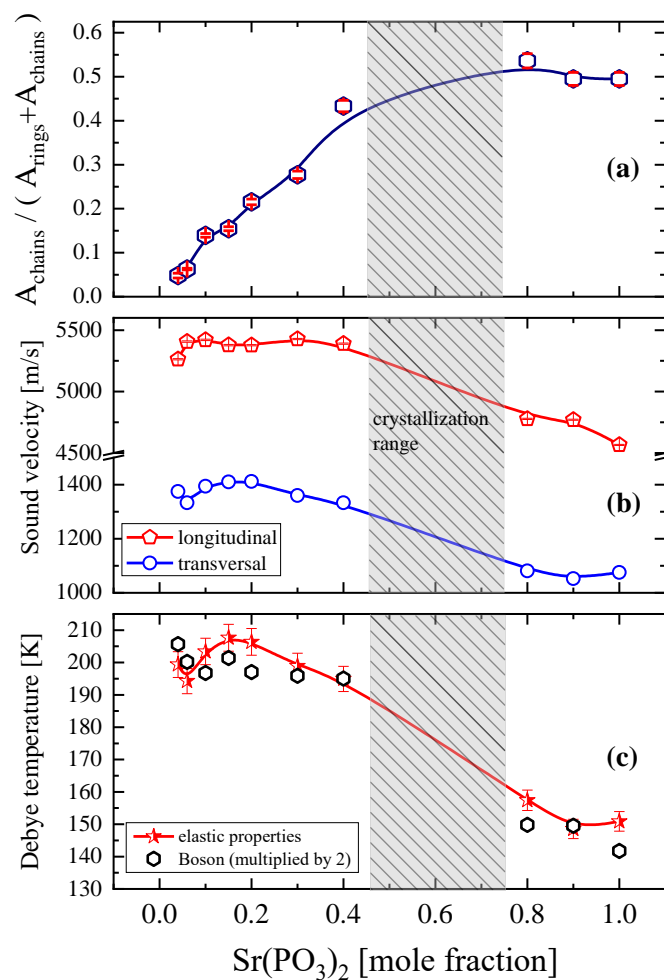 A_chains / ( A_rings+A_chains)
0.6
0.5
0.4
0.3
0.2
0.1
0.0
(a)
Sound velocity [m/s]
5500
5000
4500
1400
1200
1000
crystallization
range
(b)
longitudinal
transversal
Debye temperature [K]
210
205
200
195
190
180
170
160
150
140
130
(c)
elastic properties
Boson (multiplied by 2)
0.0 0.2 0.4 0.6 0.8 1.0
Sr(PO₃)₂ [mole fraction]